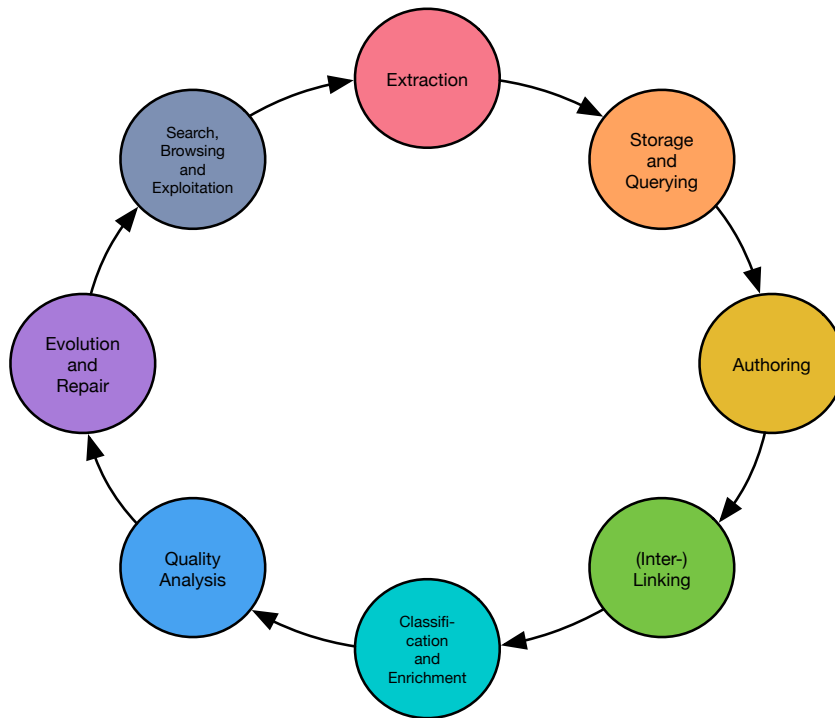 Extraction
Storage
and
Querying
Authoring
(Inter-)
Linking
Classifi-
cation
and
Enrichment
Quality
Analysis
Evolution
and
Repair
Search,
Browsing
and
Exploitation